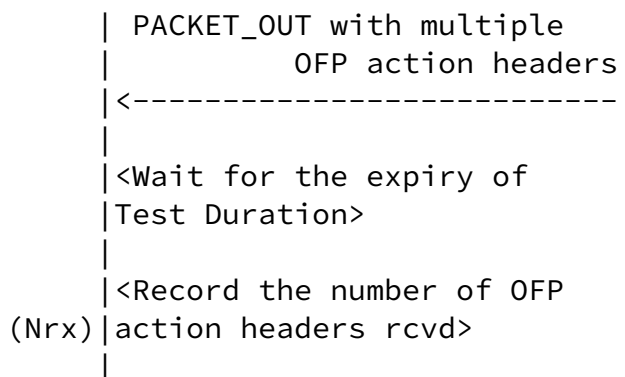 | PACKET_OUT with multiple
| OFP action headers
|<---------------------------
|
|<Wait for the expiry of
|Test Duration>
|
|<Record the number of OFP
(Nrx)|action headers rcvd>
|